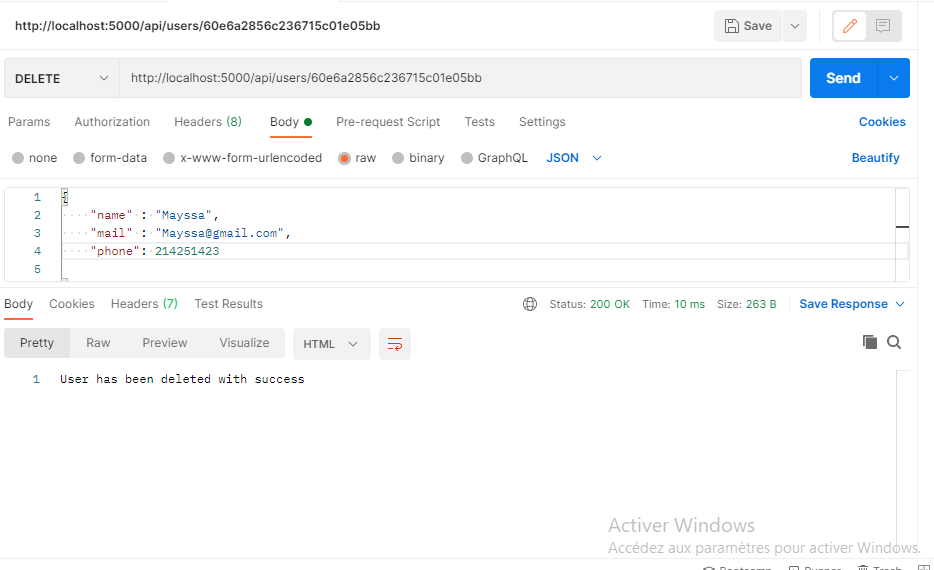 http://localhost:5000/api/users/60e6a2856c236715c01e05bb Save
DELETE http://localhost:5000/api/users/60e6a2856c236715c01e05bb Send
Params Authorization Headers (8) Body Pre-request Script Tests Settings Cookies
none form-data x-www-form-urlencoded raw binary GraphQL JSON Beautify
1 {
2 "name" : "Mayssa",
3 "mail" : "Mayssa@gmail.com",
4 "phone": 214251423
5
Body Cookies Headers (7) Test Results Status: 200 OK Time: 10 ms Size: 263 B Save Response
Pretty Raw Preview Visualize HTML
1 User has been deleted with success
Activer Windows
Accédez aux paramètres pour activer Windows.
Bootcamp Runner Trash